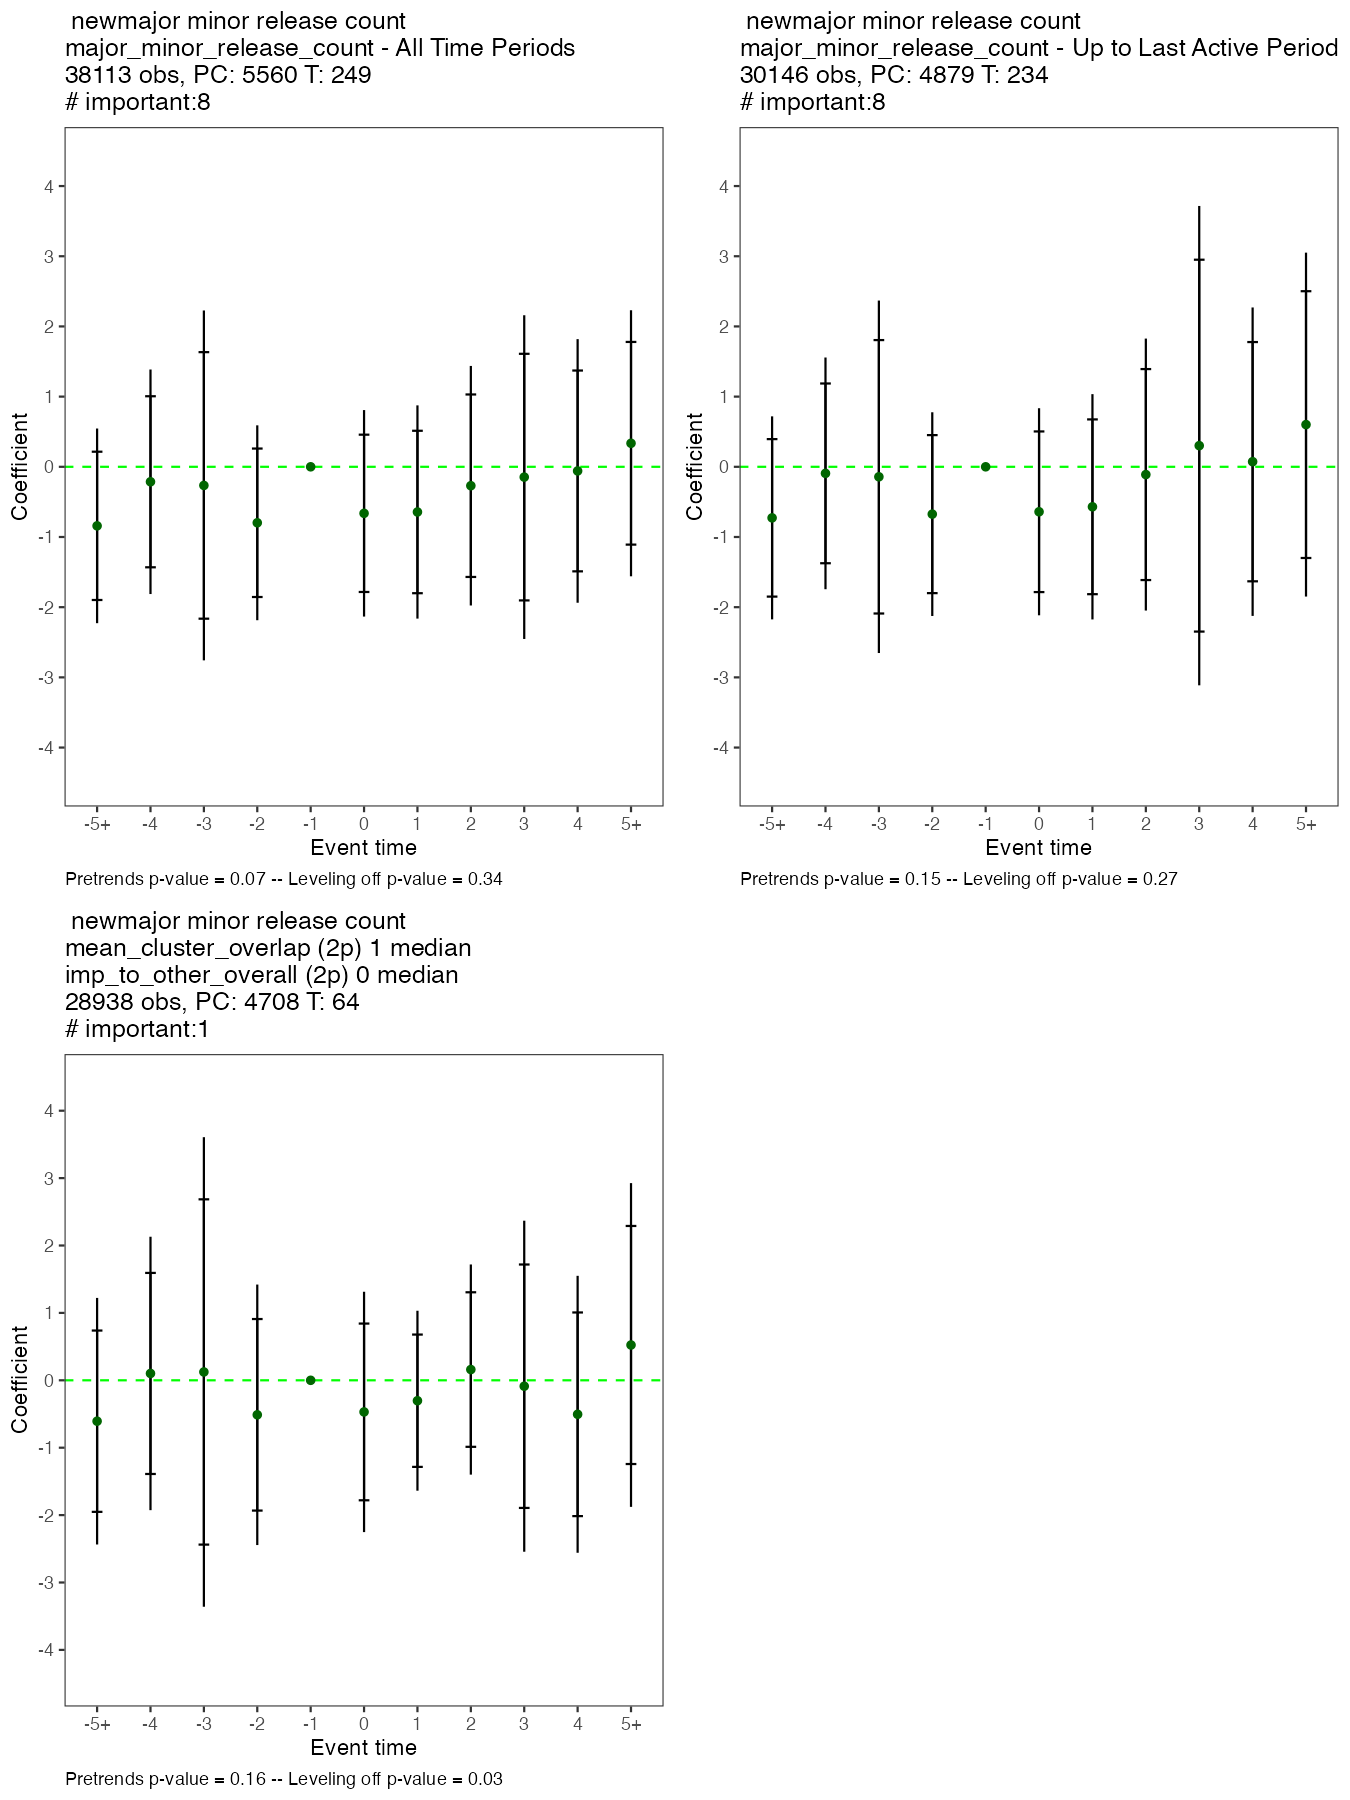 newmajor minor release count
major_minor_release_count - All Time Periods
38113 obs, PC: 5560 T: 249
# important:8
4
3
2
1
0
-1
-2
-3
-4
Coefficient
-5+ -4 -3 -2 -1 0 1 2 3 4 5+
Event time
Pretrends p-value = 0.07 -- Leveling off p-value = 0.34
newmajor minor release count
major_minor_release_count - Up to Last Active Period
30146 obs, PC: 4879 T: 234
# important:8
4
3
2
1
0
-1
-2
-3
-4
Coefficient
-5+ -4 -3 -2 -1 0 1 2 3 4 5+
Event time
Pretrends p-value = 0.15 -- Leveling off p-value = 0.27
newmajor minor release count
mean_cluster_overlap (2p) 1 median
imp_to_other_overall (2p) 0 median
28938 obs, PC: 4708 T: 64
# important:1
4
3
2
1
0
-1
-2
-3
-4
Coefficient
-5+ -4 -3 -2 -1 0 1 2 3 4 5+
Event time
Pretrends p-value = 0.16 -- Leveling off p-value = 0.03